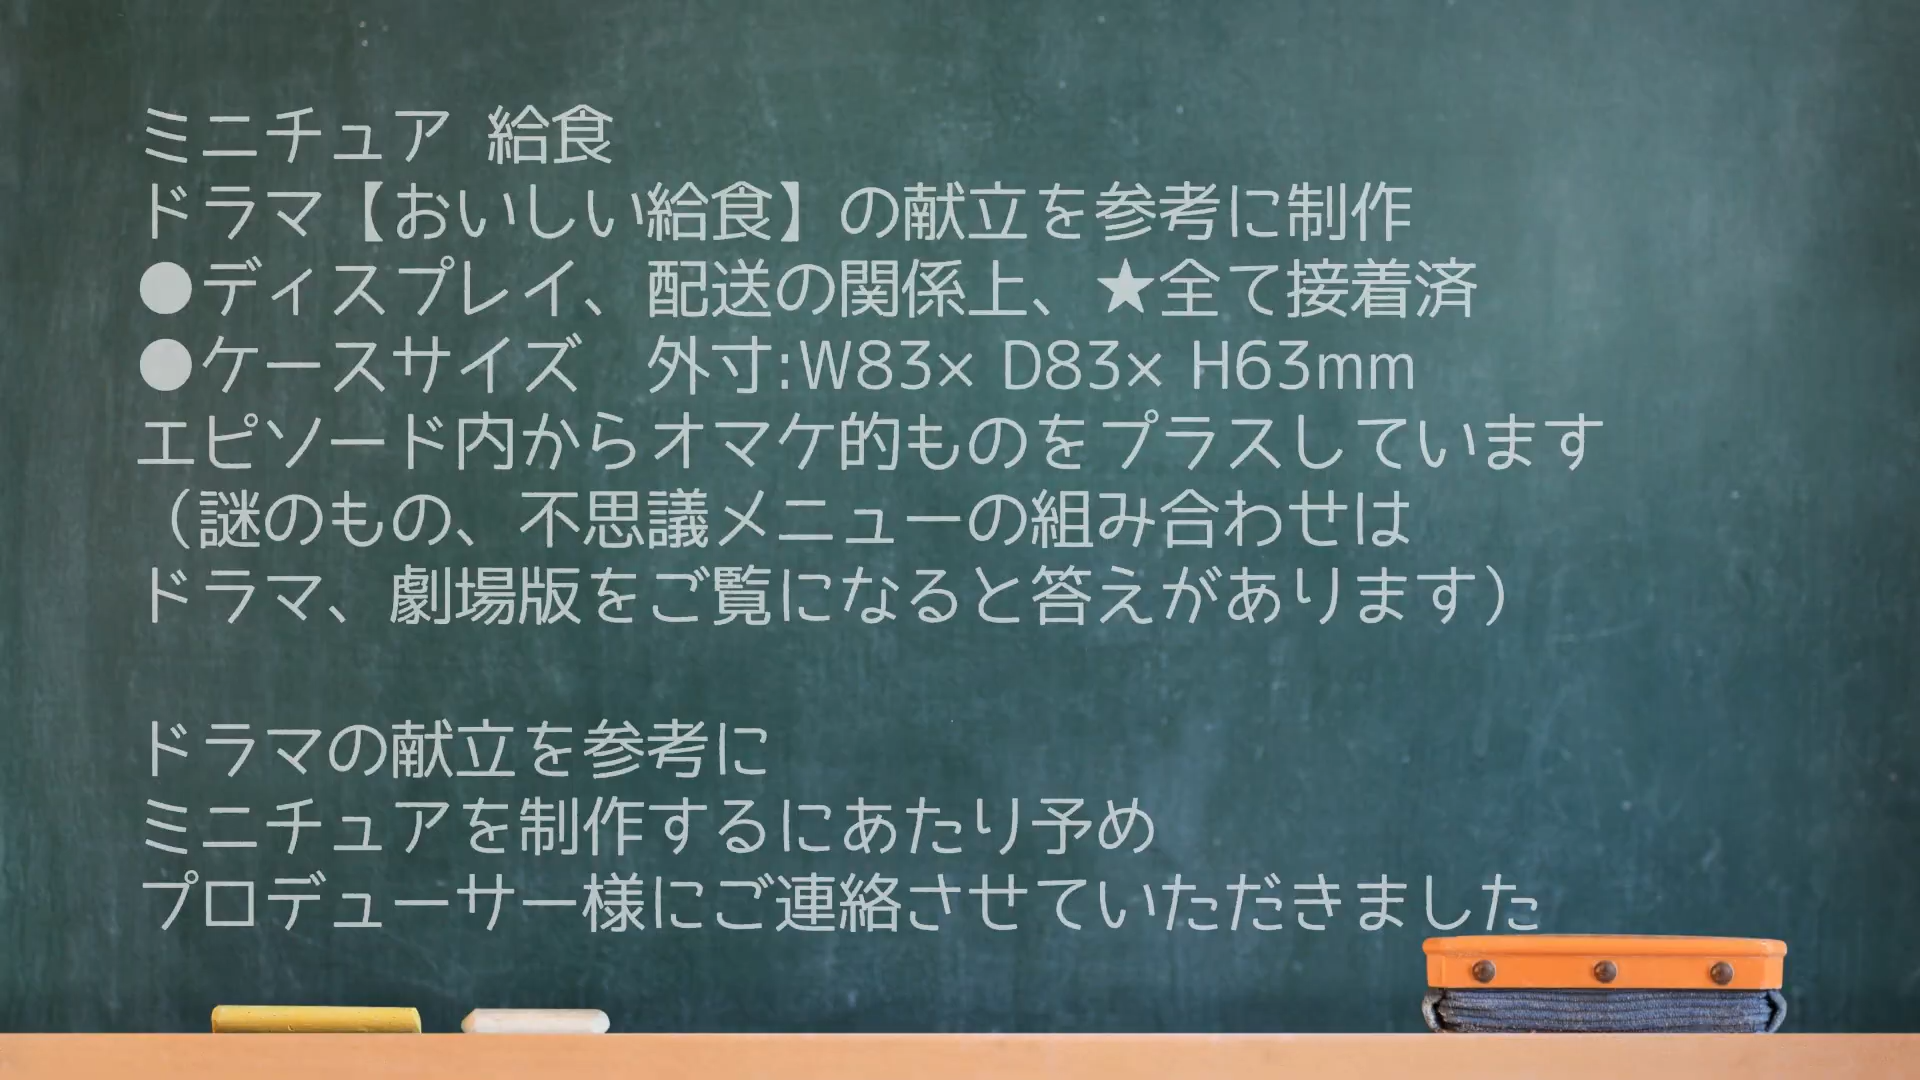 ミニチュア 給食
ドラマ【おいしい給食】の献立を参考に制作
●ディスプレイ、配送の関係上、★全て接着済
●ケースサイズ　外寸:W83× D83× H63mm
エピソード内からオマケ的ものをプラスしています
（謎のもの、不思議メニューの組み合わせは
ドラマ、劇場版をご覧になると答えがあります）
ドラマの献立を参考に
ミニチュアを制作するにあたり予め
プロデューサー様にご連絡させていただきました